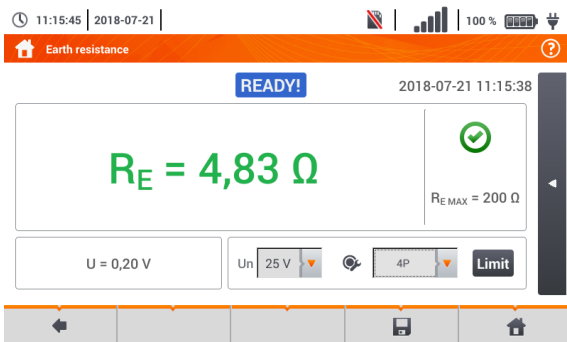 11:15:45 2018-07-21 100 %
Earth resistance ?
READY! 2018-07-21 11:15:38
RE = 4,83 Ω
RE MAX = 200 Ω
U = 0,20 V Un 25 V 4P Limit